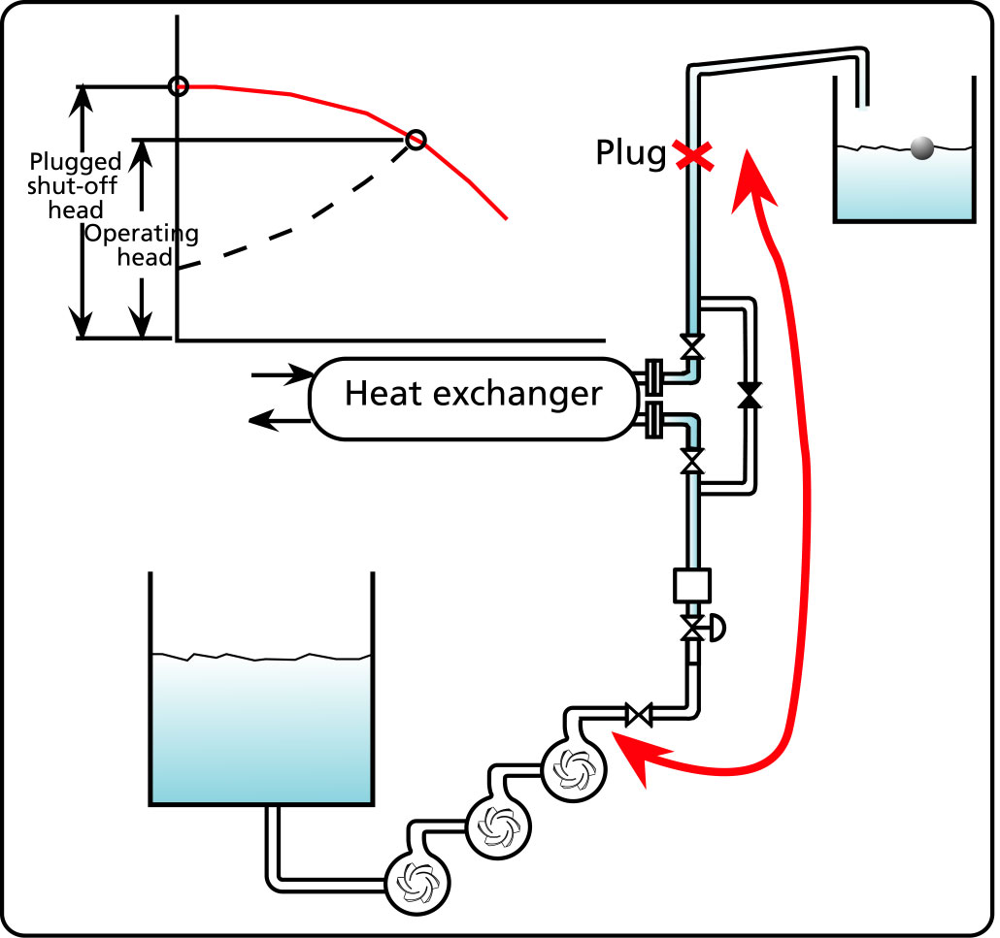 Plugged
shut-off
head
Operating
head
Plug
Heat exchanger